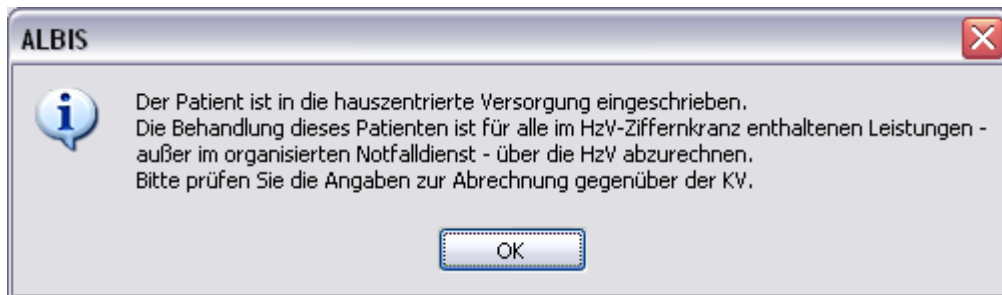 ALBIS
Der Patient ist in die hauszentrierte Versorgung eingeschrieben.
Die Behandlung dieses Patienten ist für alle im HzV-Ziffernkranz enthaltenen Leistungen -
außer im organisierten Notfalldienst - über die HzV abzurechnen.
Bitte prüfen Sie die Angaben zur Abrechnung gegenüber der KV.
OK